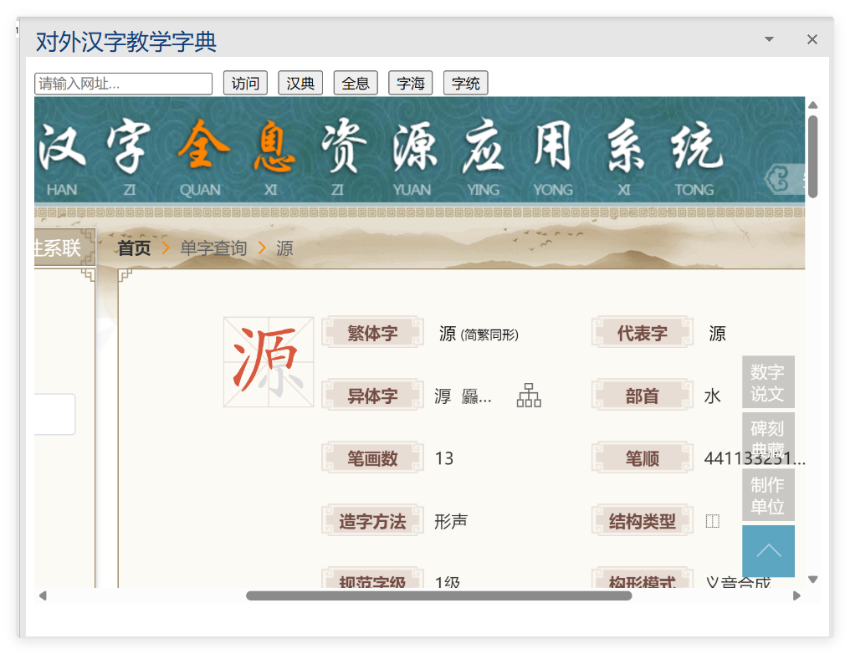 对外汉字教学字典
请输入网址... 访问 汉典 全息 字海 字统
汉字全息资源应用系统
HAN ZI QUAN XI ZI YUAN YING YONG XI TONG
性系联 首页 > 单字查询 > 源
源
繁体字 源 (简繁同形) 代表字 源
异体字 厵... 部首 水
数字
说文
笔画数 13 笔顺 441133251...
碑刻
典藏
制作
单位
造字方法 形声 结构类型
规范字级 1级 构形模式 义音合成